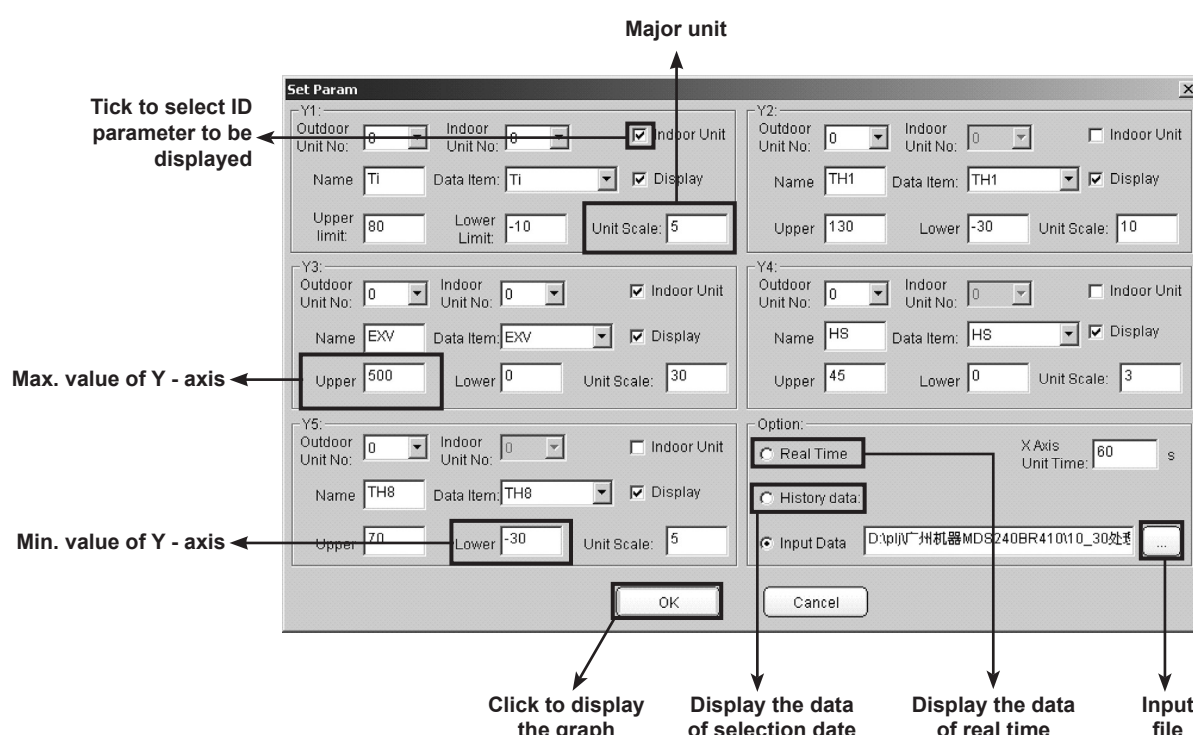 Major unit
Set Param
Tick to select ID
parameter to be
displayed
Y1:
Outdoor Indoor
Unit No: Unit No: Indoor Unit
Name Ti Data Item: Ti Display
Upper Lower
limit: 80 Limit: -10 Unit Scale: 5
Y2:
Outdoor Indoor
Unit No: 0 Unit No: 0 Indoor Unit
Name TH1 Data Item: TH1 Display
Upper 130 Lower -30 Unit Scale: 10
Y3:
Outdoor Indoor
Unit No: 0 Unit No: 0 Indoor Unit
Name EXV Data Item: EXV Display
Max. value of Y - axis
Upper 500 Lower 0 Unit Scale: 30
Y4:
Outdoor Indoor
Unit No: 0 Unit No: 0 Indoor Unit
Name HS Data Item: HS Display
Upper 45 Lower 0 Unit Scale: 3
Y5:
Outdoor Indoor
Unit No: 0 Unit No: 0 Indoor Unit
Name TH8 Data Item: TH8 Display
Min. value of Y - axis
Upper 70 Lower -30 Unit Scale: 5
Option:
Real Time
X Axis
Unit Time: 60 s
History data:
Input Data D:\plj\广州机器MDS240BR410\10_30处理 ...
OK Cancel
Click to display
the graph
Display the data
of selection date
Display the data
of real time
Input
file